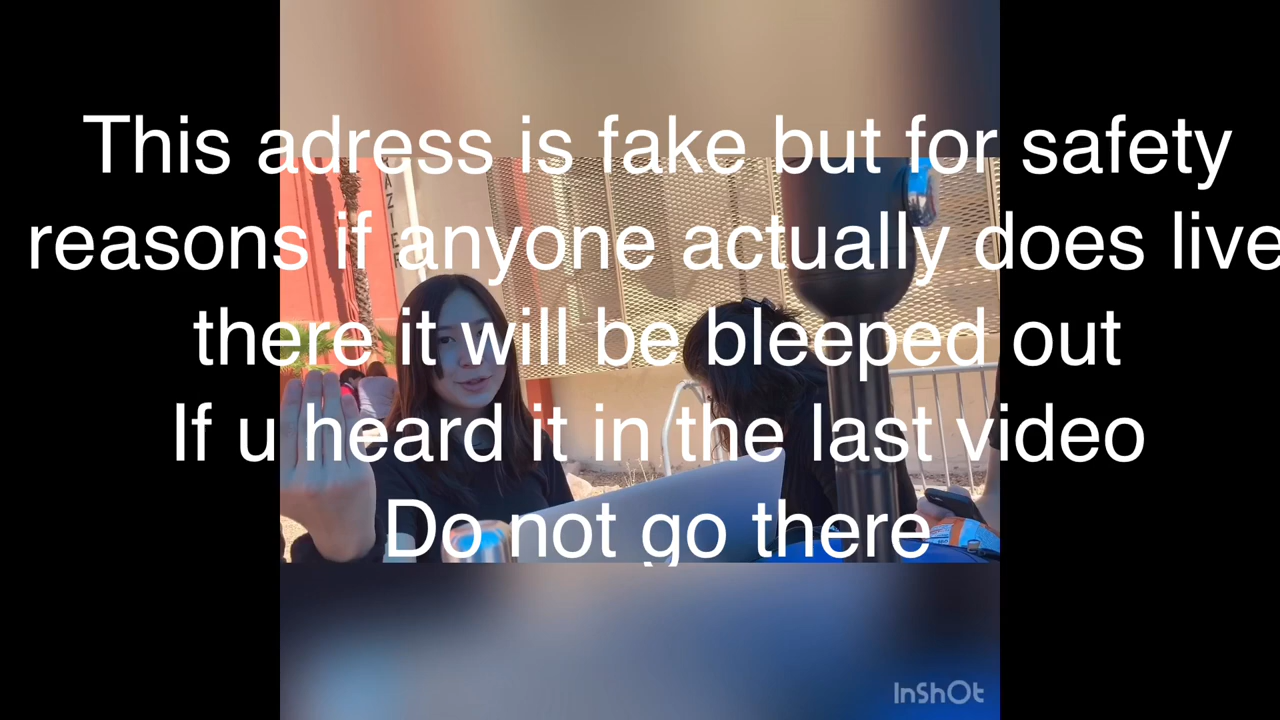 This adress is fake but for safety
reasons if anyone actually does live
there it will be bleeped out
If u heard it in the last video
Do not go there
InShOt